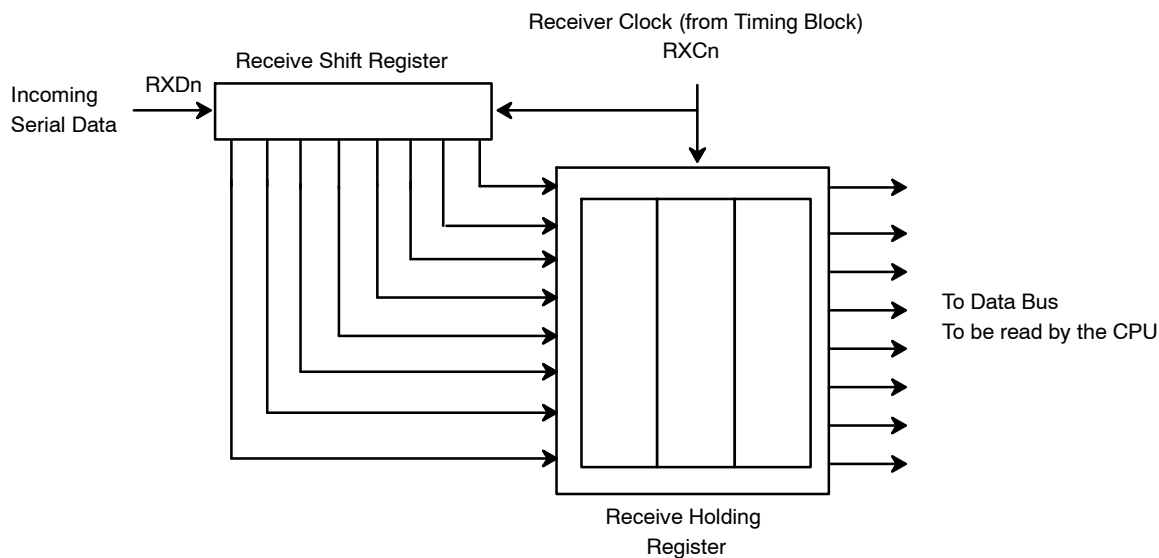 Receiver Clock (from Timing Block)
RXCn
Receive Shift Register
RXDn
Incoming
Serial Data
To Data Bus
To be read by the CPU
Receive Holding
Register